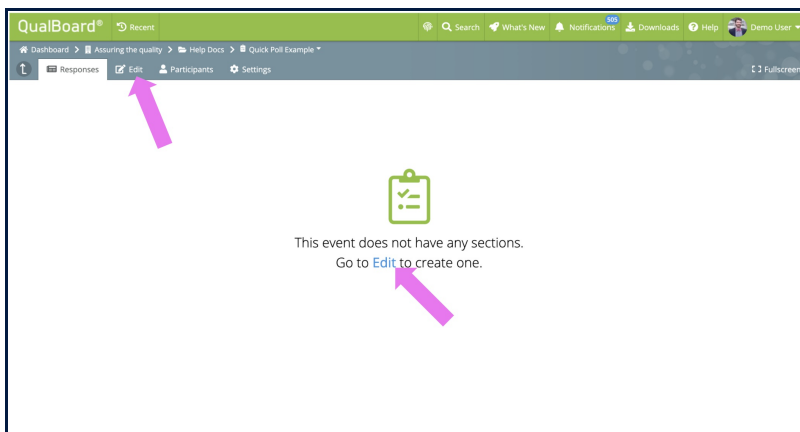 QualBoard® Recent Search What's New Notifications 505 Downloads Help Demo User
Dashboard Assuring the quality Help Docs Quick Poll Example
Responses Edit Participants Settings Fullscreen
This event does not have any sections.
Go to Edit to create one.